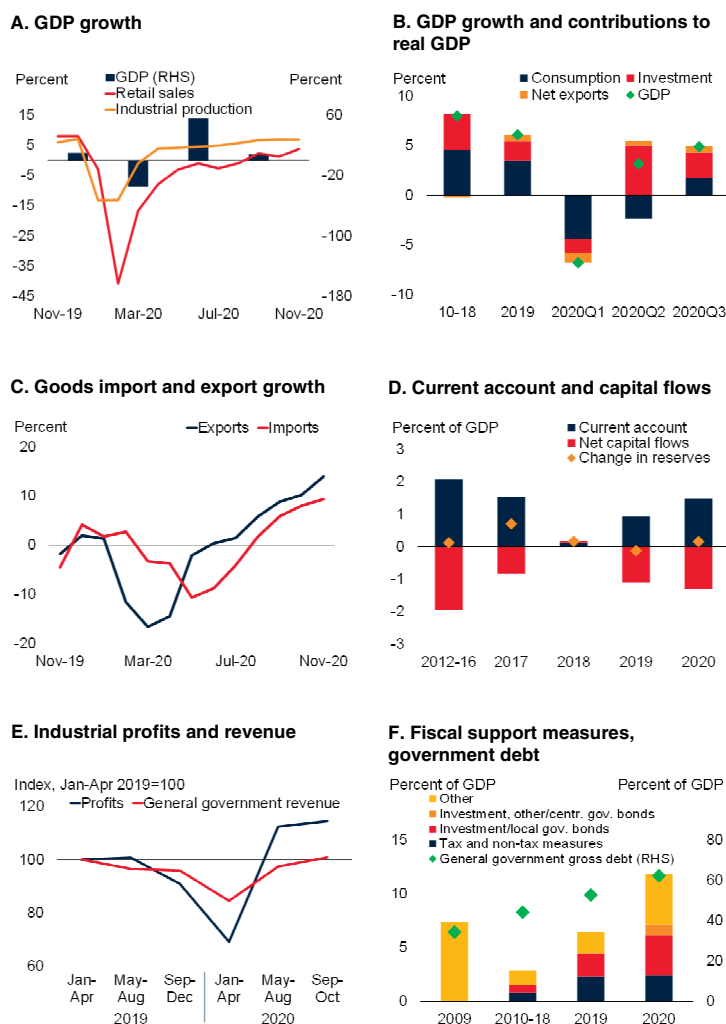 A. GDP growth
Percent
Percent
GDP (RHS)
Retail sales
Industrial production
15
5
-5
-15
-25
-35
-45
60
-20
-100
-180
Nov-19 Mar-20 Jul-20 Nov-20
B. GDP growth and contributions to
real GDP
Percent
Consumption Investment
Net exports GDP
10
5
0
-5
-10
10-18 2019 2020Q1 2020Q2 2020Q3
C. Goods import and export growth
Percent
Exports Imports
20
10
0
-10
-20
Nov-19 Mar-20 Jul-20 Nov-20
D. Current account and capital flows
Percent of GDP
Current account
Net capital flows
Change in reserves
3
2
1
0
-1
-2
-3
2012-16 2017 2018 2019 2020
E. Industrial profits and revenue
Index, Jan-Apr 2019=100
Profits General government revenue
120
100
80
60
Jan- May- Sep- Jan- May- Sep-
Apr Aug Dec Apr Aug Oct
2019 2020
F. Fiscal support measures,
government debt
Percent of GDP Percent of GDP
Other
Investment, other/centr. gov. bonds
Investment/local gov. bonds
Tax and non-tax measures
General government gross debt (RHS)
15
10
5
0
80
60
40
20
0
2009 2010-18 2019 2020